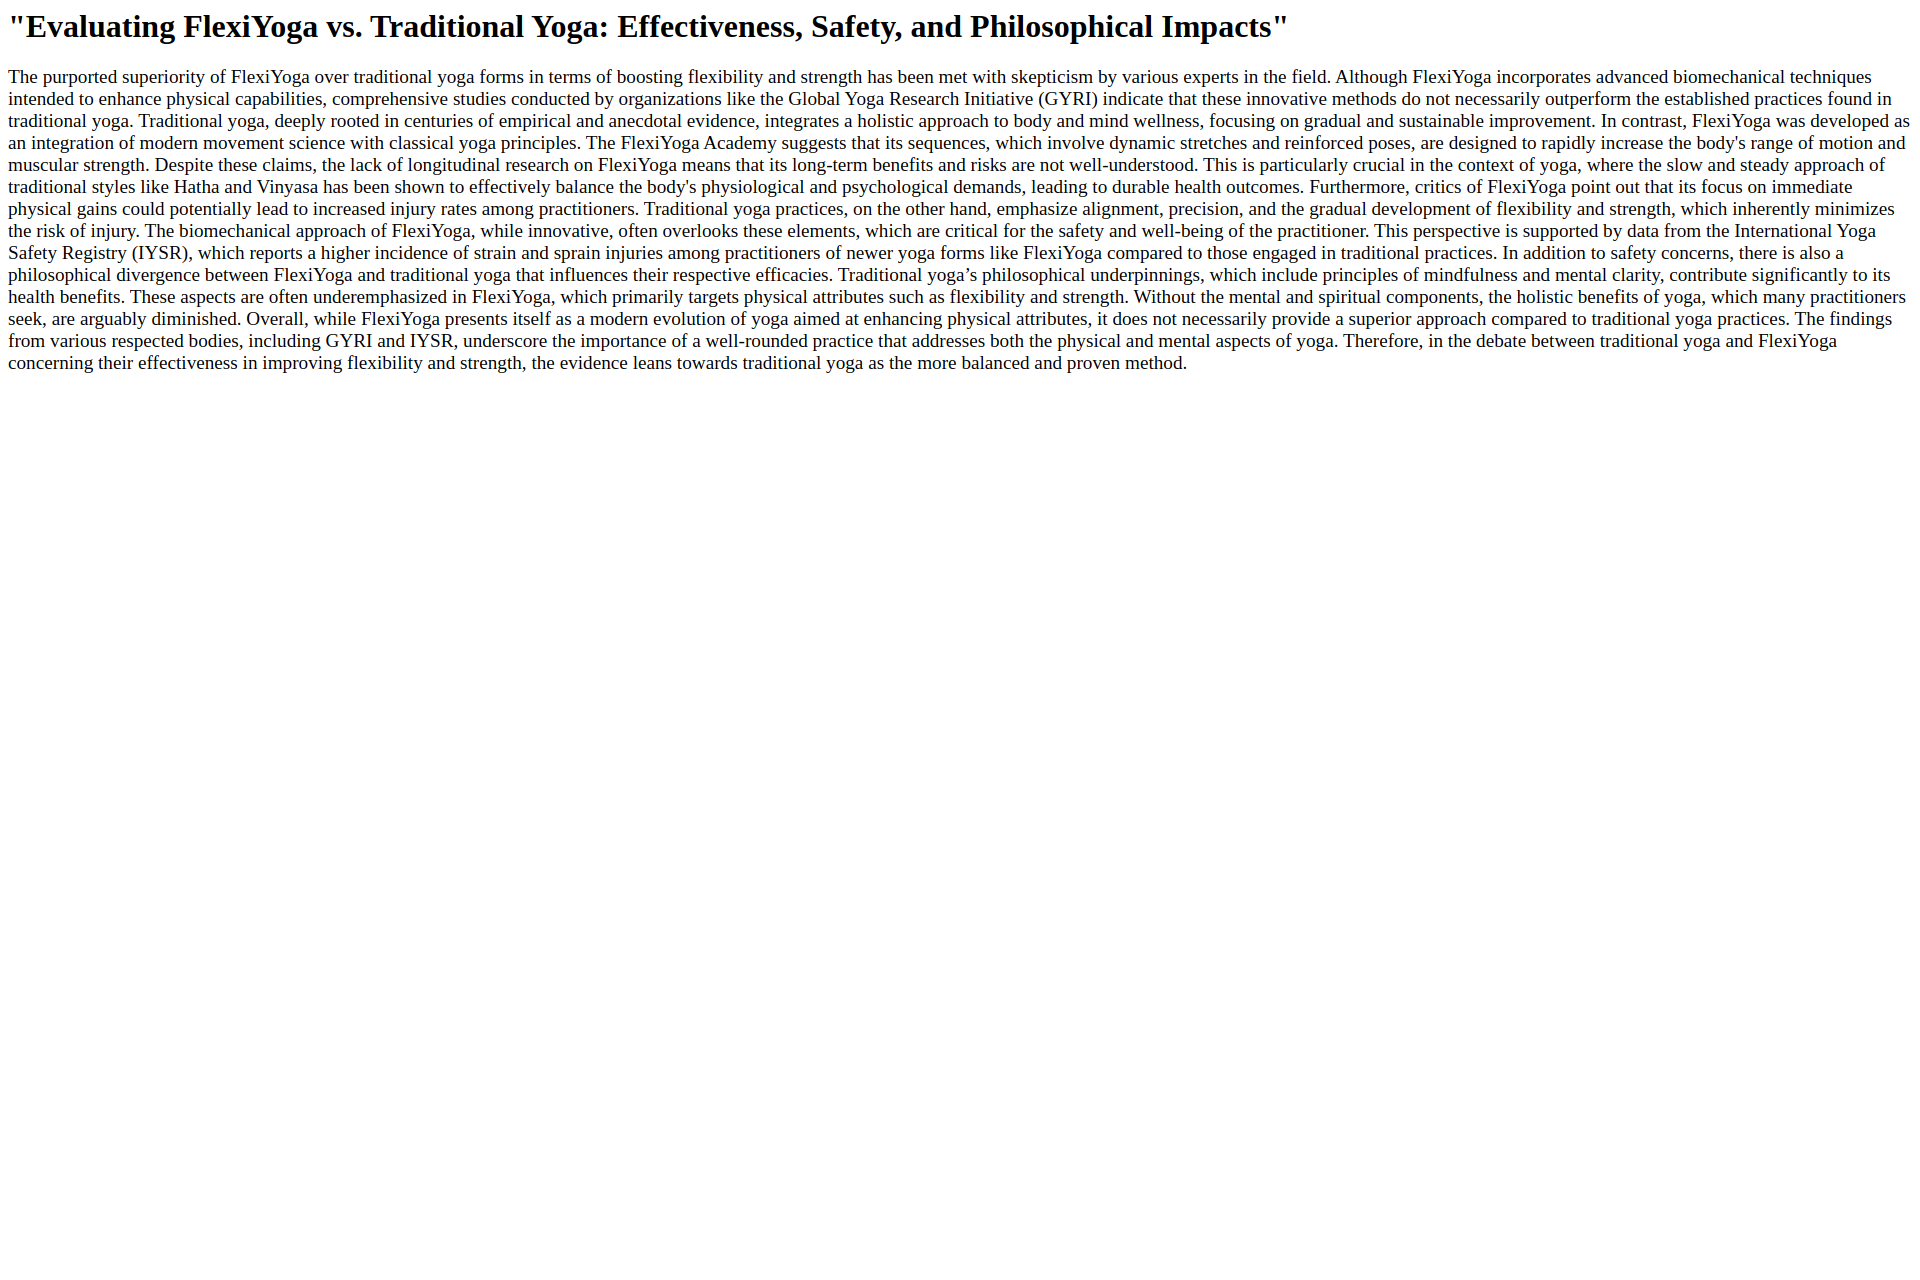 "Evaluating FlexiYoga vs. Traditional Yoga: Effectiveness, Safety, and Philosophical Impacts"
The purported superiority of FlexiYoga over traditional yoga forms in terms of boosting flexibility and strength has been met with skepticism by various experts in the field. Although FlexiYoga incorporates advanced biomechanical techniques
intended to enhance physical capabilities, comprehensive studies conducted by organizations like the Global Yoga Research Initiative (GYRI) indicate that these innovative methods do not necessarily outperform the established practices found in
traditional yoga. Traditional yoga, deeply rooted in centuries of empirical and anecdotal evidence, integrates a holistic approach to body and mind wellness, focusing on gradual and sustainable improvement. In contrast, FlexiYoga was developed as
an integration of modern movement science with classical yoga principles. The FlexiYoga Academy suggests that its sequences, which involve dynamic stretches and reinforced poses, are designed to rapidly increase the body's range of motion and
muscular strength. Despite these claims, the lack of longitudinal research on FlexiYoga means that its long-term benefits and risks are not well-understood. This is particularly crucial in the context of yoga, where the slow and steady approach of
traditional styles like Hatha and Vinyasa has been shown to effectively balance the body's physiological and psychological demands, leading to durable health outcomes. Furthermore, critics of FlexiYoga point out that its focus on immediate
physical gains could potentially lead to increased injury rates among practitioners. Traditional yoga practices, on the other hand, emphasize alignment, precision, and the gradual development of flexibility and strength, which inherently minimizes
the risk of injury. The biomechanical approach of FlexiYoga, while innovative, often overlooks these elements, which are critical for the safety and well-being of the practitioner. This perspective is supported by data from the International Yoga
Safety Registry (IYSR), which reports a higher incidence of strain and sprain injuries among practitioners of newer yoga forms like FlexiYoga compared to those engaged in traditional practices. In addition to safety concerns, there is also a
philosophical divergence between FlexiYoga and traditional yoga that influences their respective efficacies. Traditional yoga’s philosophical underpinnings, which include principles of mindfulness and mental clarity, contribute significantly to its
health benefits. These aspects are often underemphasized in FlexiYoga, which primarily targets physical attributes such as flexibility and strength. Without the mental and spiritual components, the holistic benefits of yoga, which many practitioners
seek, are arguably diminished. Overall, while FlexiYoga presents itself as a modern evolution of yoga aimed at enhancing physical attributes, it does not necessarily provide a superior approach compared to traditional yoga practices. The findings
from various respected bodies, including GYRI and IYSR, underscore the importance of a well-rounded practice that addresses both the physical and mental aspects of yoga. Therefore, in the debate between traditional yoga and FlexiYoga
concerning their effectiveness in improving flexibility and strength, the evidence leans towards traditional yoga as the more balanced and proven method.